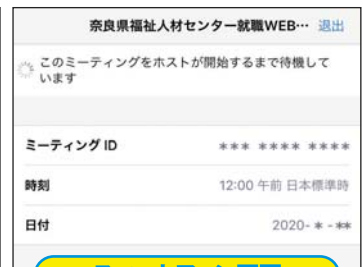 奈良県福祉人材センター就職WEB… 退出
このミーティングをホストが開始するまで待機して
います
ミーティング ID *** **** ****
時刻 12:00 午前 日本標準時
日付 2020- * - **